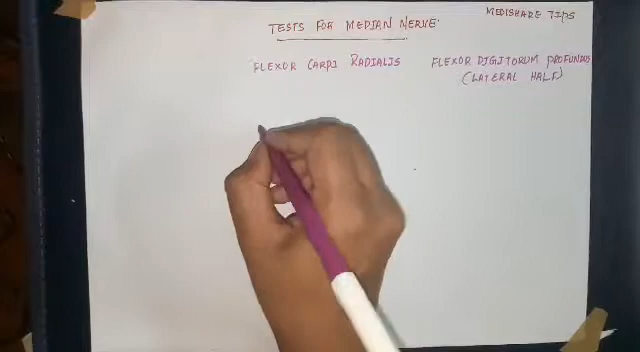 MEDISHARE TIPS
TESTS FOR MEDIAN NERVE
FLEXOR CARPI RADIALIS
FLEXOR DIGITORUM PROFUNDUS
(LATERAL HALF)